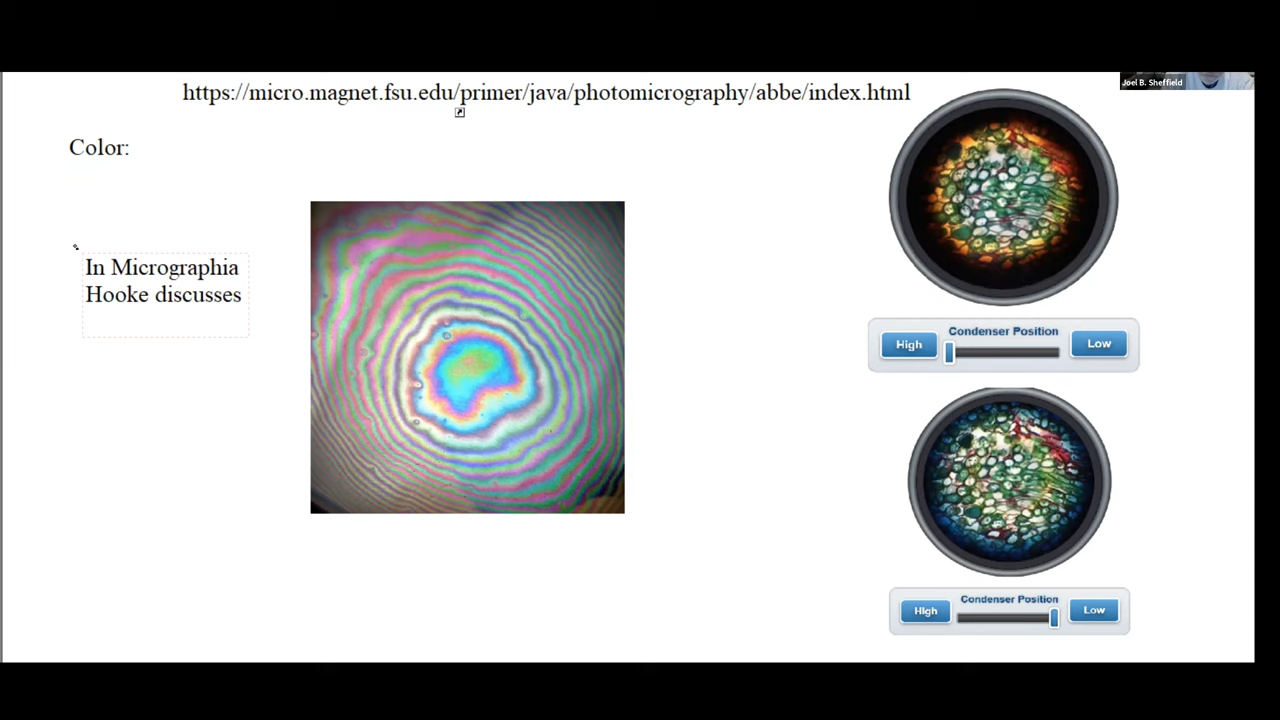 https://micro.magnet.fsu.edu/primer/java/photomicrography/abbe/index.html
Joel B. Sheffield
Color:
In Micrographia
Hooke discusses
Condenser Position
High
Low
Condenser Position
High
Low